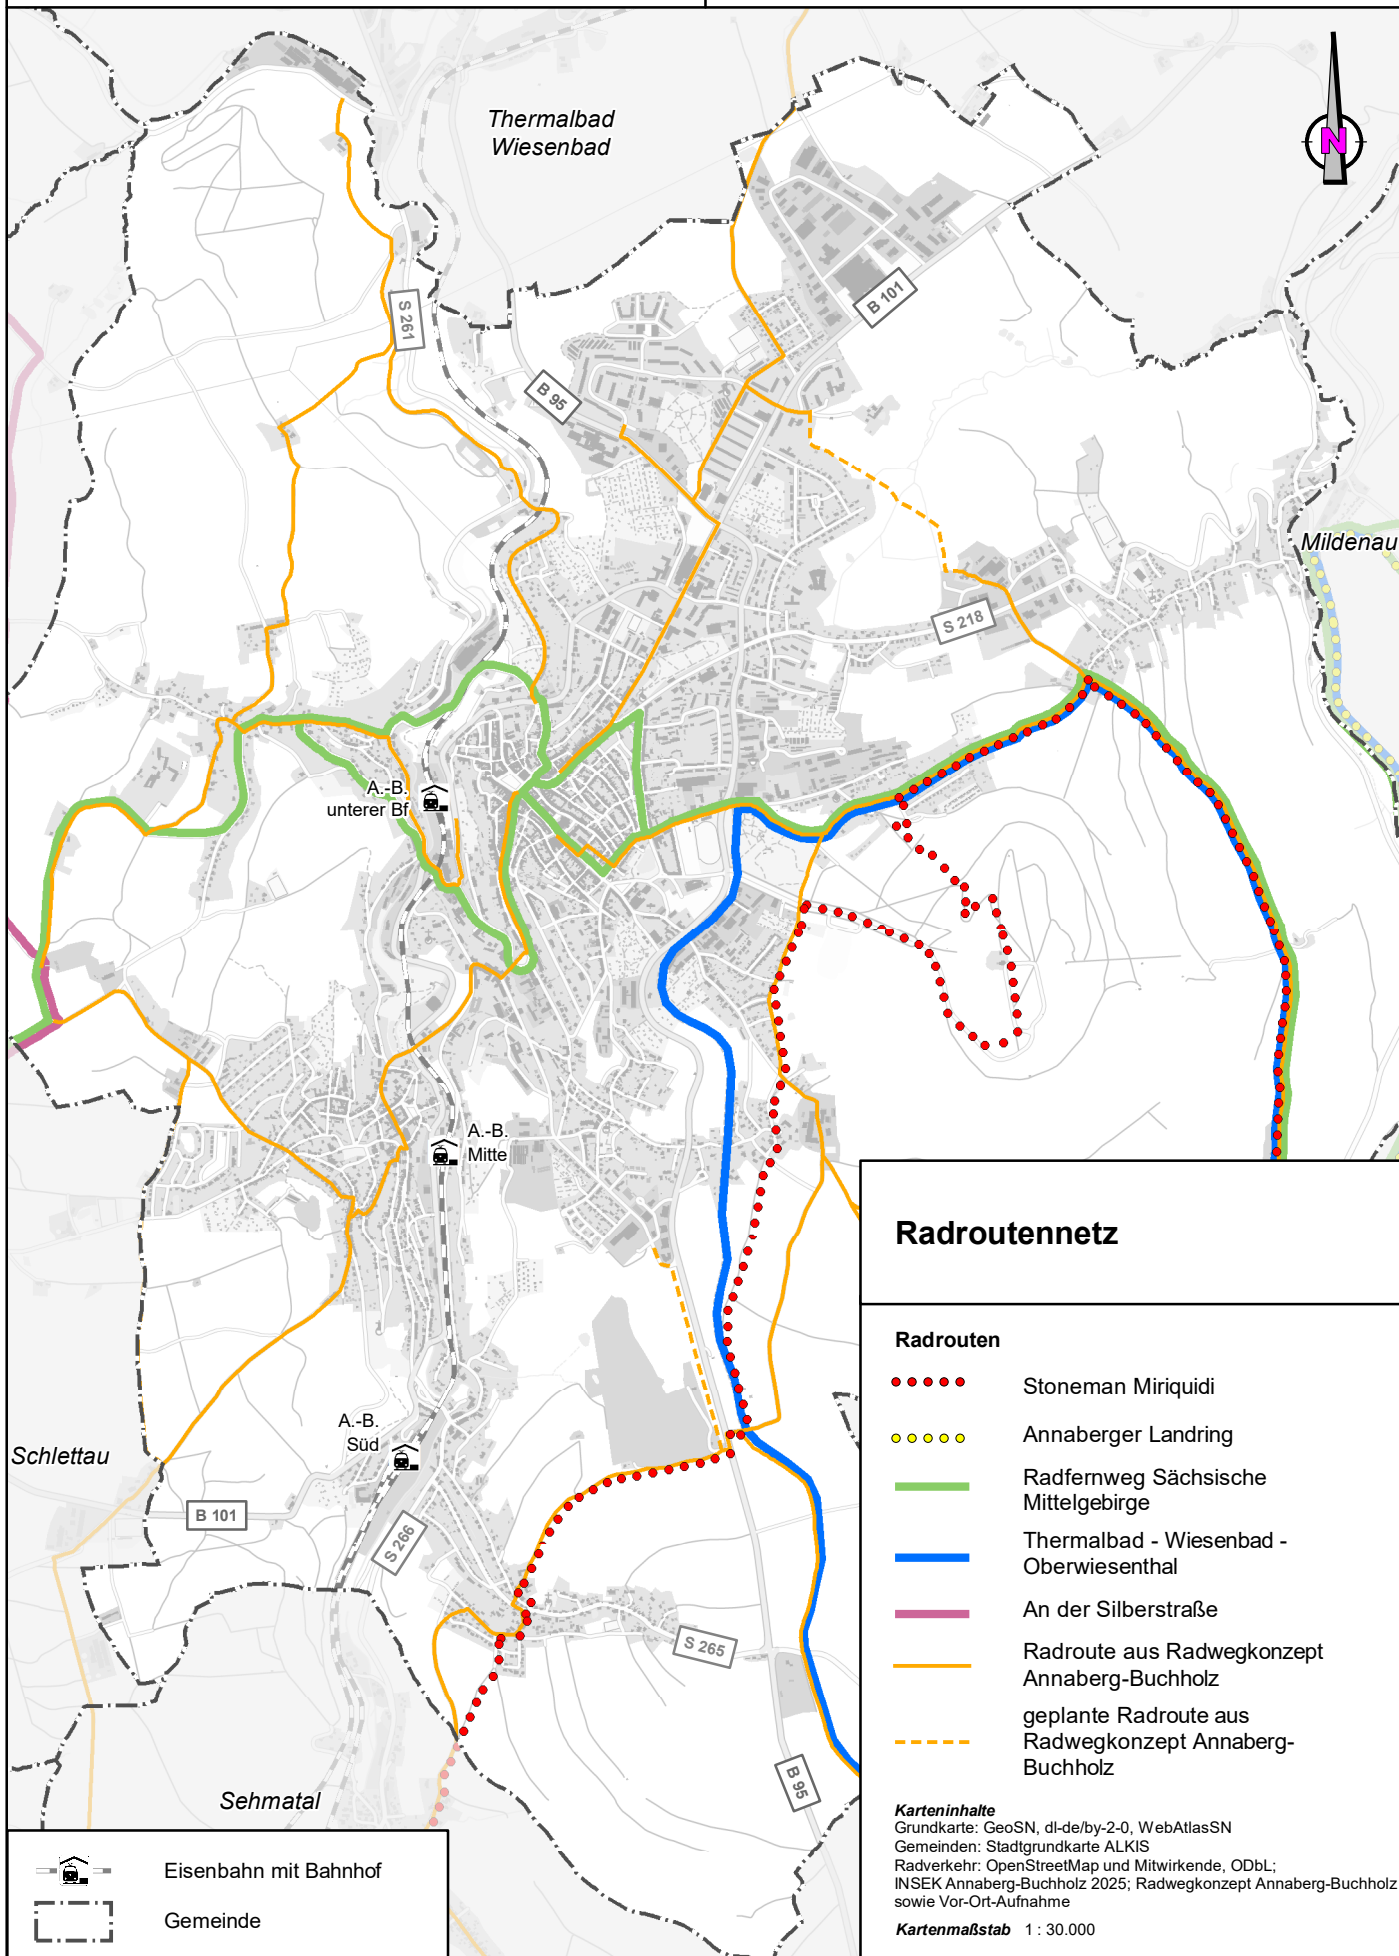 Thermalbad
Wiesenbad
N
S 261
B 101
B 95
Mildenau
S 218
A.-B.
unterer Bf
A.-B.
Mitte
Radroutennetz
Radrouten
Stoneman Miriquidi
Annaberger Landring
Radfernweg Sächsische
Mittelgebirge
Thermalbad - Wiesenbad -
Oberwiesenthal
An der Silberstraße
Radroute aus Radwegkonzept
Annaberg-Buchholz
geplante Radroute aus
Radwegkonzept Annaberg-
Buchholz
A.-B.
Süd
Schlettau
B 101
S 266
S 265
B 95
Sehmatal
Karteninhalte
Grundkarte: GeoSN, dl-de/by-2-0, WebAtlasSN
Gemeinden: Stadtgrundkarte ALKIS
Radverkehr: OpenStreetMap und Mitwirkende, ODbL;
INSEK Annaberg-Buchholz 2025; Radwegkonzept Annaberg-Buchholz
sowie Vor-Ort-Aufnahme
Kartenmaßstab 1 : 30.000
Eisenbahn mit Bahnhof
Gemeinde